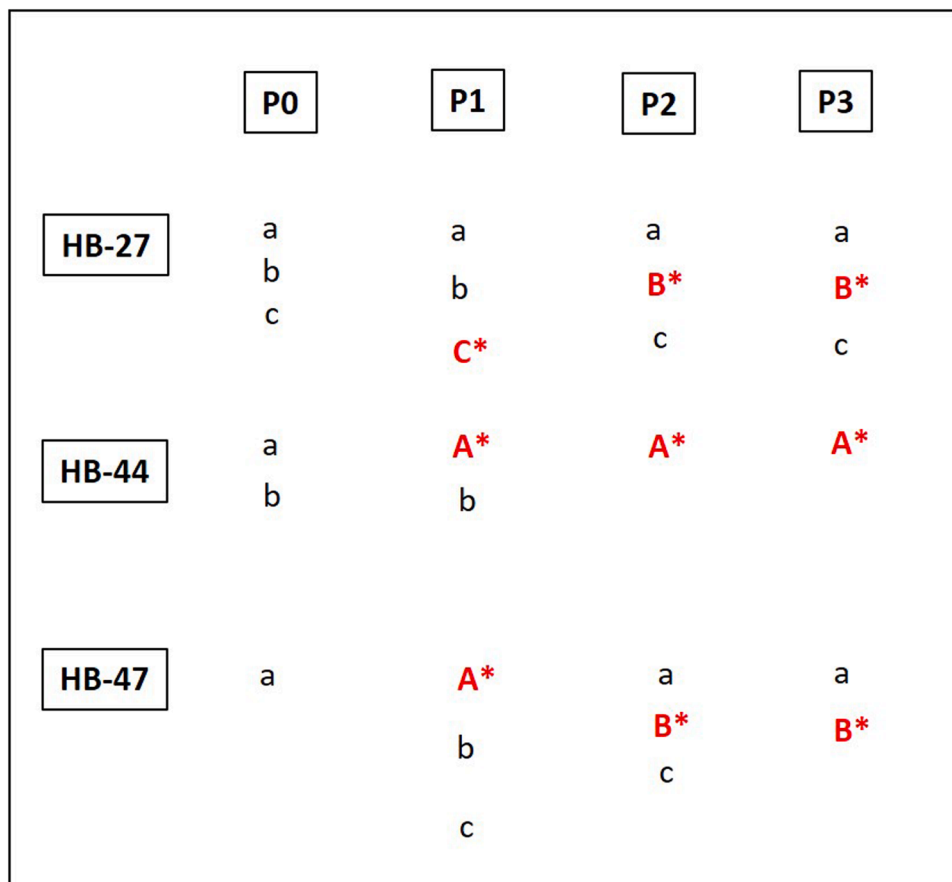 P0 P1 P2 P3
HB-27 a a a a
b b B* B*
c C* c c
HB-44 a A* A* A*
b b
HB-47 a A* a a
b B* B*
c c